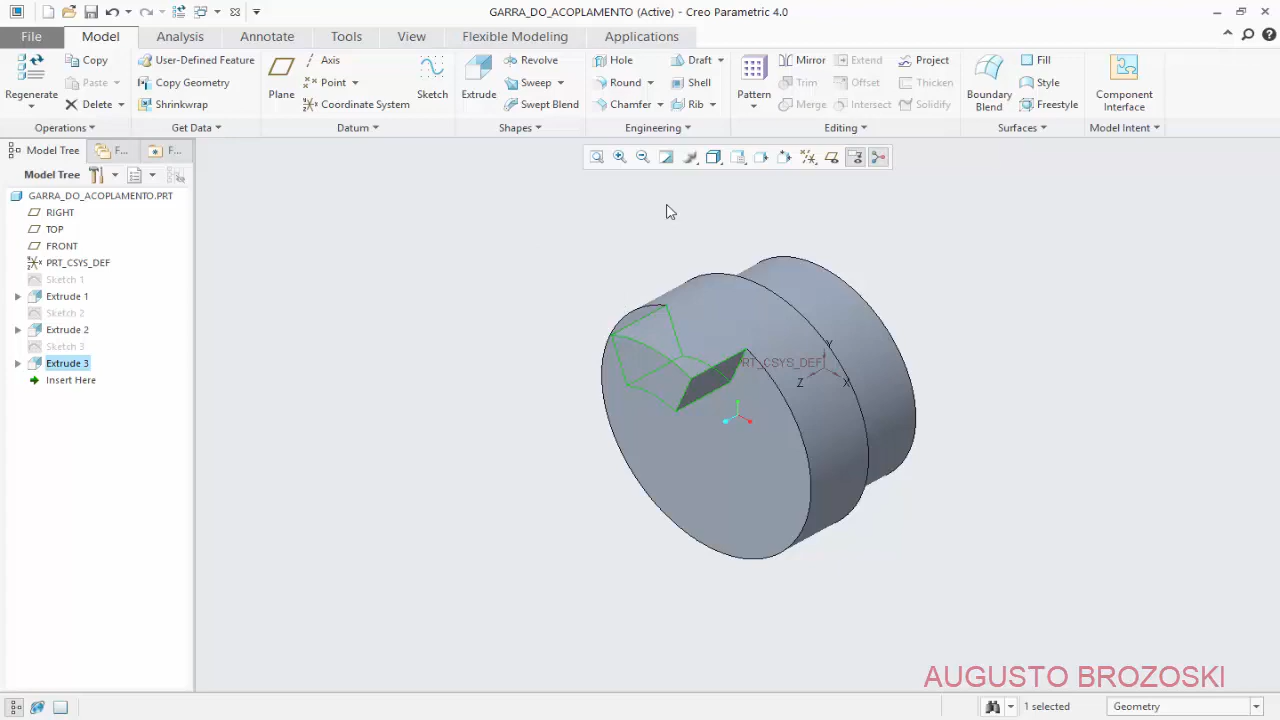 GARRA_DO_ACOPLAMENTO (Active) - Creo Parametric 4.0
File Model Analysis Annotate Tools View Flexible Modeling Applications
Regenerate
Copy
Paste
Delete
Operations
User-Defined Feature
Copy Geometry
Shrinkwrap
Get Data
Plane
Axis
Point
Coordinate System
Sketch
Datum
Extrude
Revolve
Sweep
Swept Blend
Shapes
Hole
Round
Chamfer
Draft
Shell
Rib
Engineering
Pattern
Mirror
Trim
Merge
Extend
Offset
Intersect
Project
Thicken
Solidify
Editing
Boundary
Blend
Fill
Style
Freestyle
Surfaces
Component
Interface
Model Intent
Model Tree F... F...
Model Tree
GARRA_DO_ACOPLAMENTO.PRT
RIGHT
TOP
FRONT
PRT_CSYS_DEF
Sketch 1
Extrude 1
Sketch 2
Extrude 2
Sketch 3
Extrude 3
Insert Here
Y
RT_CSYS_DEF
Z X
AUGUSTO BROZOSKI
1 selected Geometry